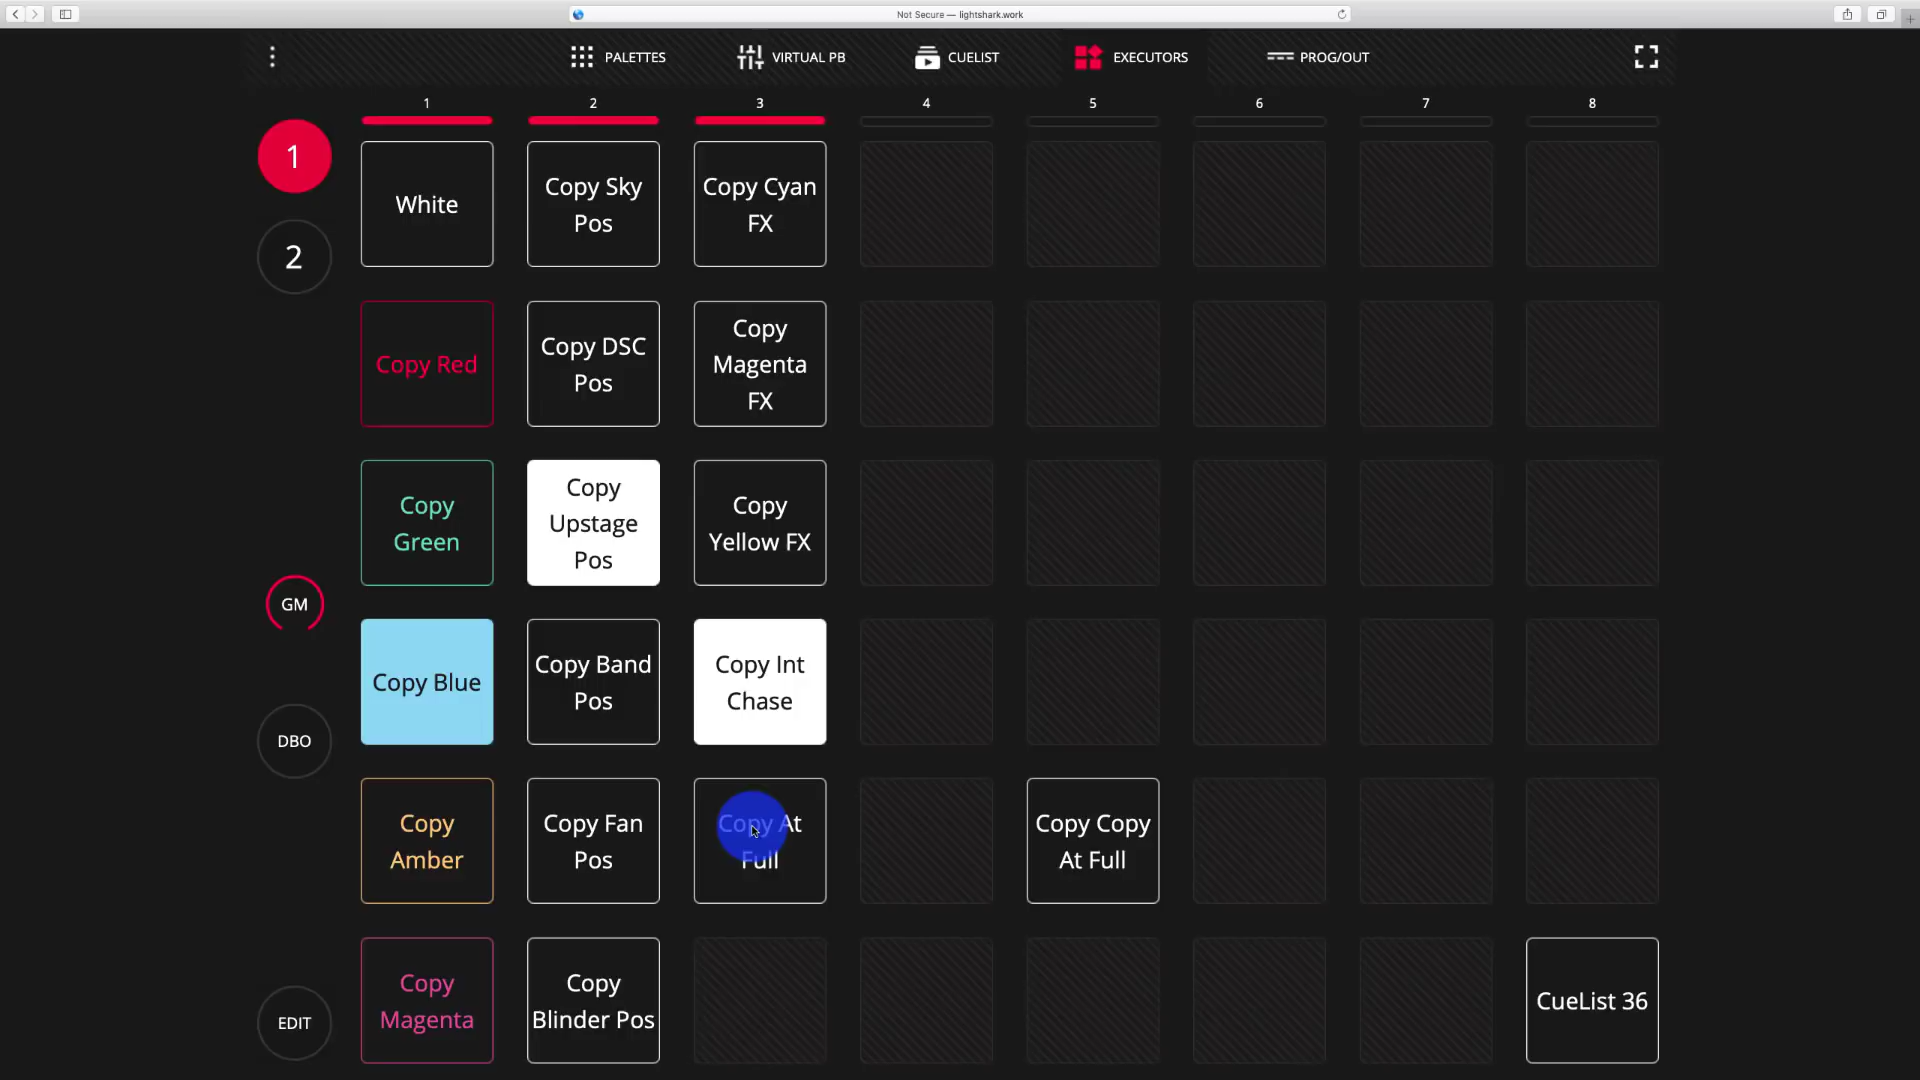 Not Secure — lightshark.work
PALETTES
VIRTUAL PB
CUELIST
EXECUTORS
PROG/OUT
1
2
3
4
5
6
7
8
1
2
GM
DBO
EDIT
White
Copy Sky
Pos
Copy Cyan
FX
Copy Red
Copy DSC
Pos
Copy
Magenta
FX
Copy
Green
Copy
Upstage
Pos
Copy
Yellow FX
Copy Blue
Copy Band
Pos
Copy Int
Chase
Copy
Amber
Copy Fan
Pos
Copy At
Full
Copy Copy
At Full
Copy
Magenta
Copy
Blinder Pos
CueList 36